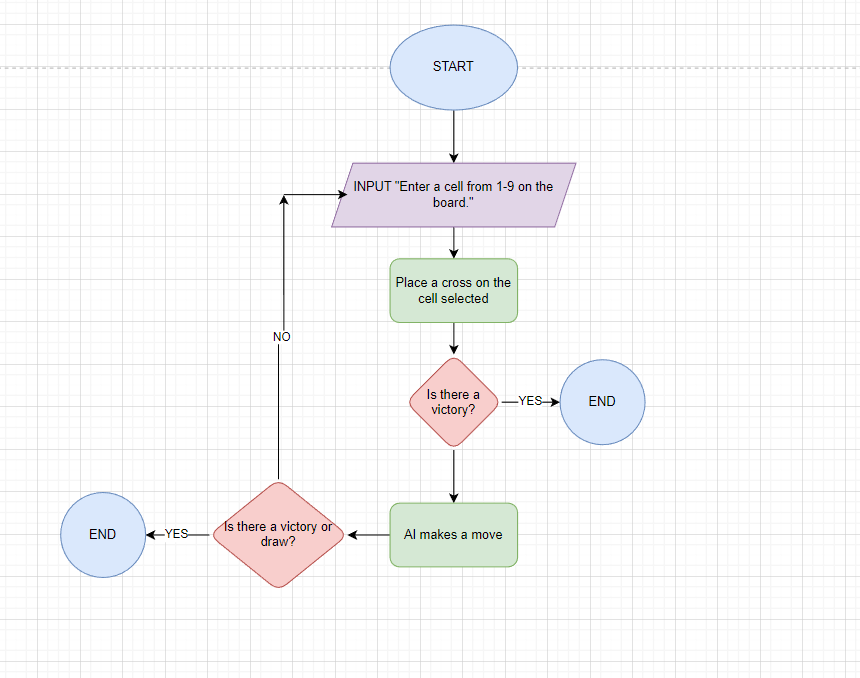 START
INPUT "Enter a cell from 1-9 on the
board."
Place a cross on the
cell selected
Is there a
victory?
YES
END
AI makes a move
Is there a victory or
draw?
YES
END
NO